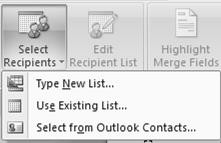 Select
Recipients
Edit
Recipient List
Highlight
Merge Fields
Type New List...
Use Existing List...
Select from Outlook Contacts...